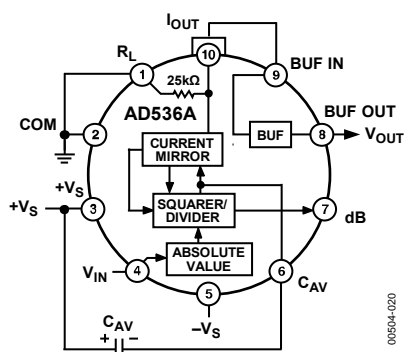 IOUT
RL
10
BUF IN
1
25kΩ
9
AD536A
BUF OUT
COM
2
CURRENT
MIRROR
BUF
8
VOUT
+VS
+VS
3
SQUARER/
DIVIDER
7
dB
VIN
4
ABSOLUTE
VALUE
6
CAV
5
–VS
CAV
+ –
00504-020